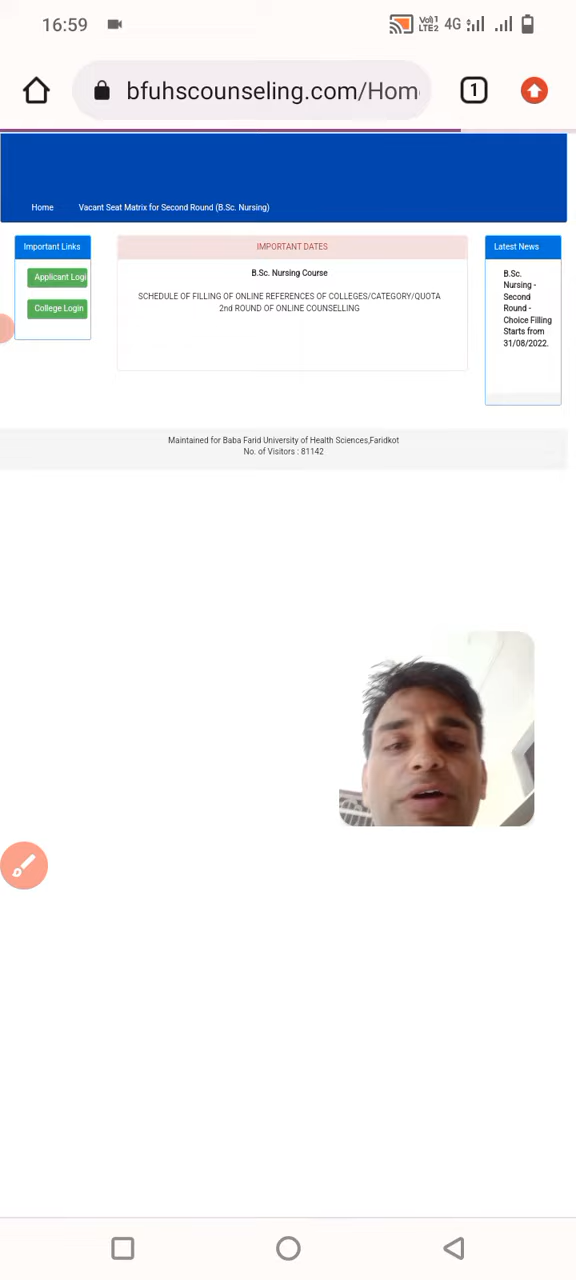 16:59
Vo)) 1
LTE2
4G
bfuhscounseling.com/Hom
1
Home
Vacant Seat Matrix for Second Round (B.Sc. Nursing)
Important Links
Applicant Logi
College Login
IMPORTANT DATES
B.Sc. Nursing Course
SCHEDULE OF FILLING OF ONLINE REFERENCES OF COLLEGES/CATEGORY/QUOTA
2nd ROUND OF ONLINE COUNSELLING
Latest News
B.Sc.
Nursing -
Second
Round -
Choice Filling
Starts from
31/08/2022.
Maintained for Baba Farid University of Health Sciences,Faridkot
No. of Visitors : 81142